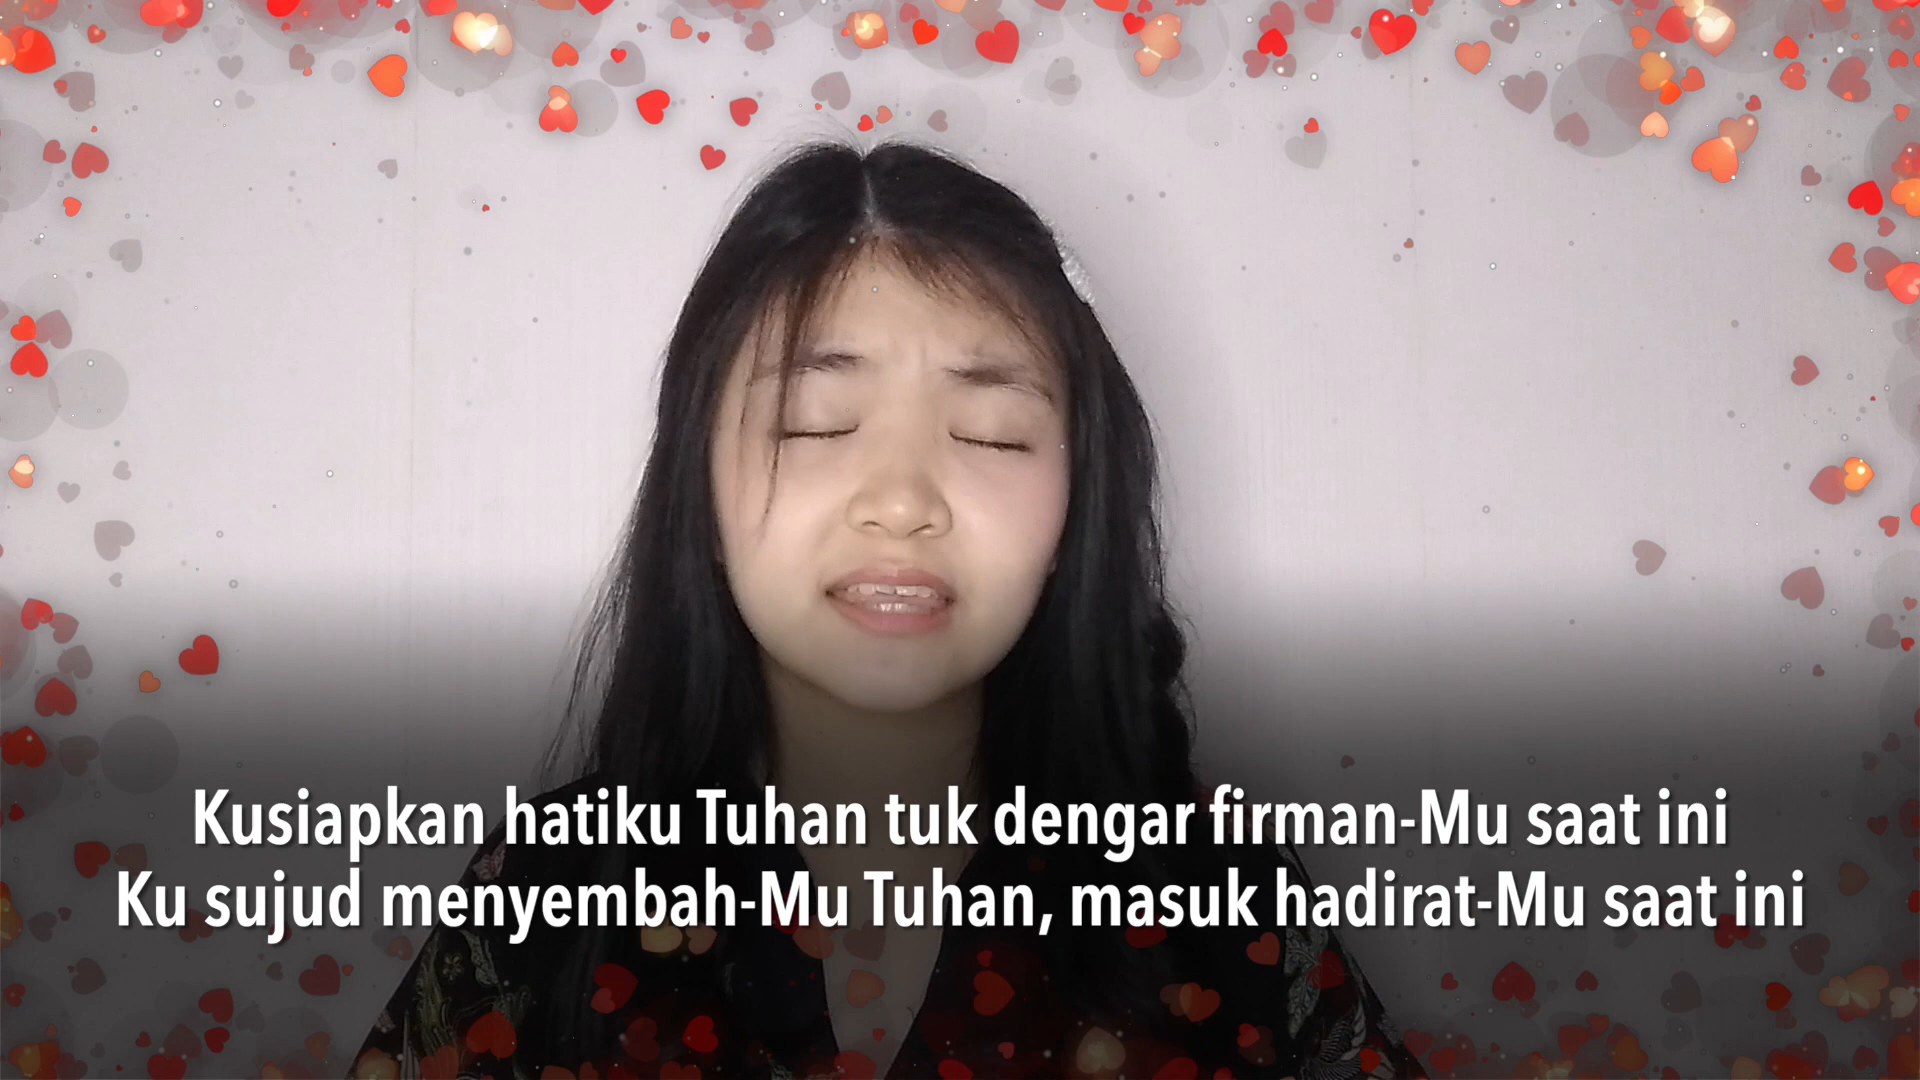 Kusiapkan hatiku Tuhan tuk dengar firman-Mu saat ini
Ku sujud menyembah-Mu Tuhan, masuk hadirat-Mu saat ini